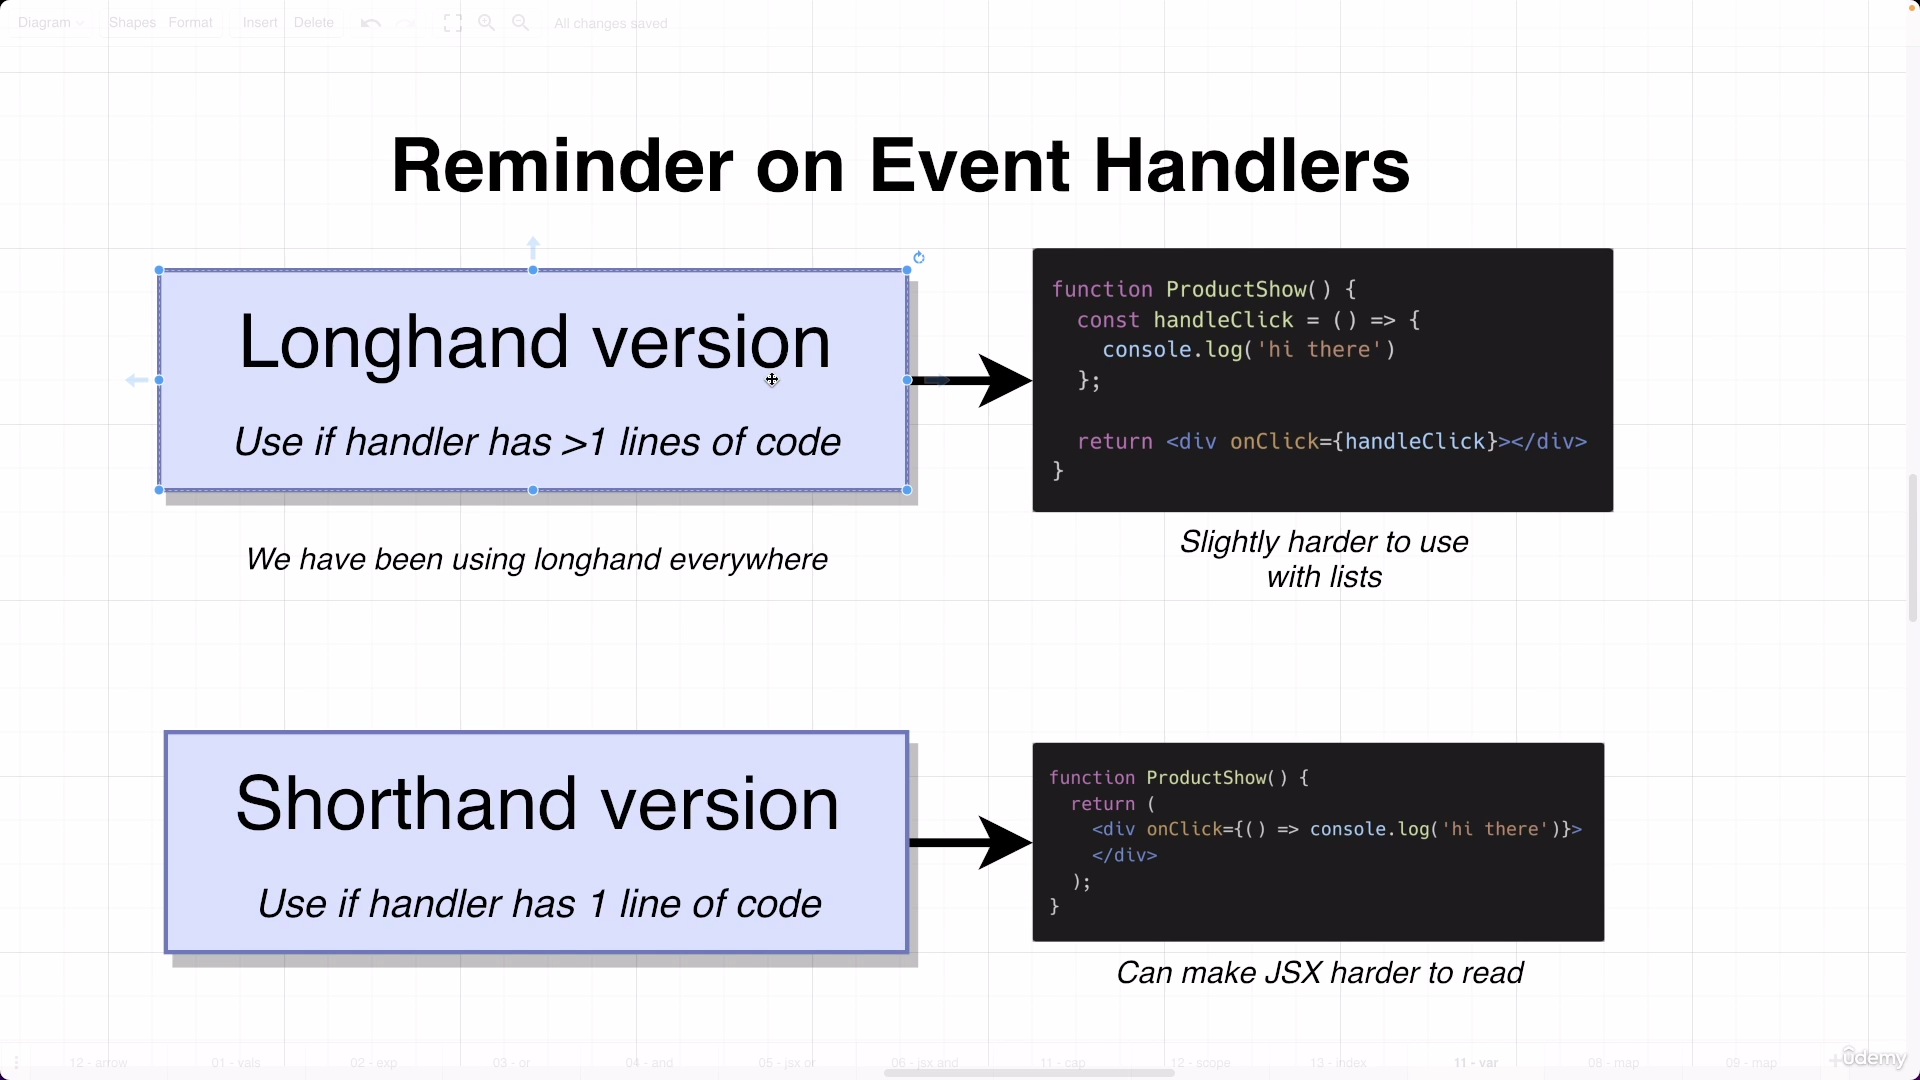 Diagram Shapes Format Insert Delete All changes saved
Reminder on Event Handlers
Longhand version
Use if handler has >1 lines of code
We have been using longhand everywhere
function ProductShow() {
const handleClick = () => {
console.log('hi there')
};
return <div onClick={handleClick}></div>
}
Slightly harder to use
with lists
Shorthand version
Use if handler has 1 line of code
function ProductShow() {
return (
<div onClick={() => console.log('hi there')}>
</div>
);
}
Can make JSX harder to read
12 - arrow 01 - vals 02 - exp 03 - or 04 - and 05 - jsx or 06 - jsx and 11 - cap 12 - scope 13 - index 11 - var 08 - map 09 - map
ûdemy